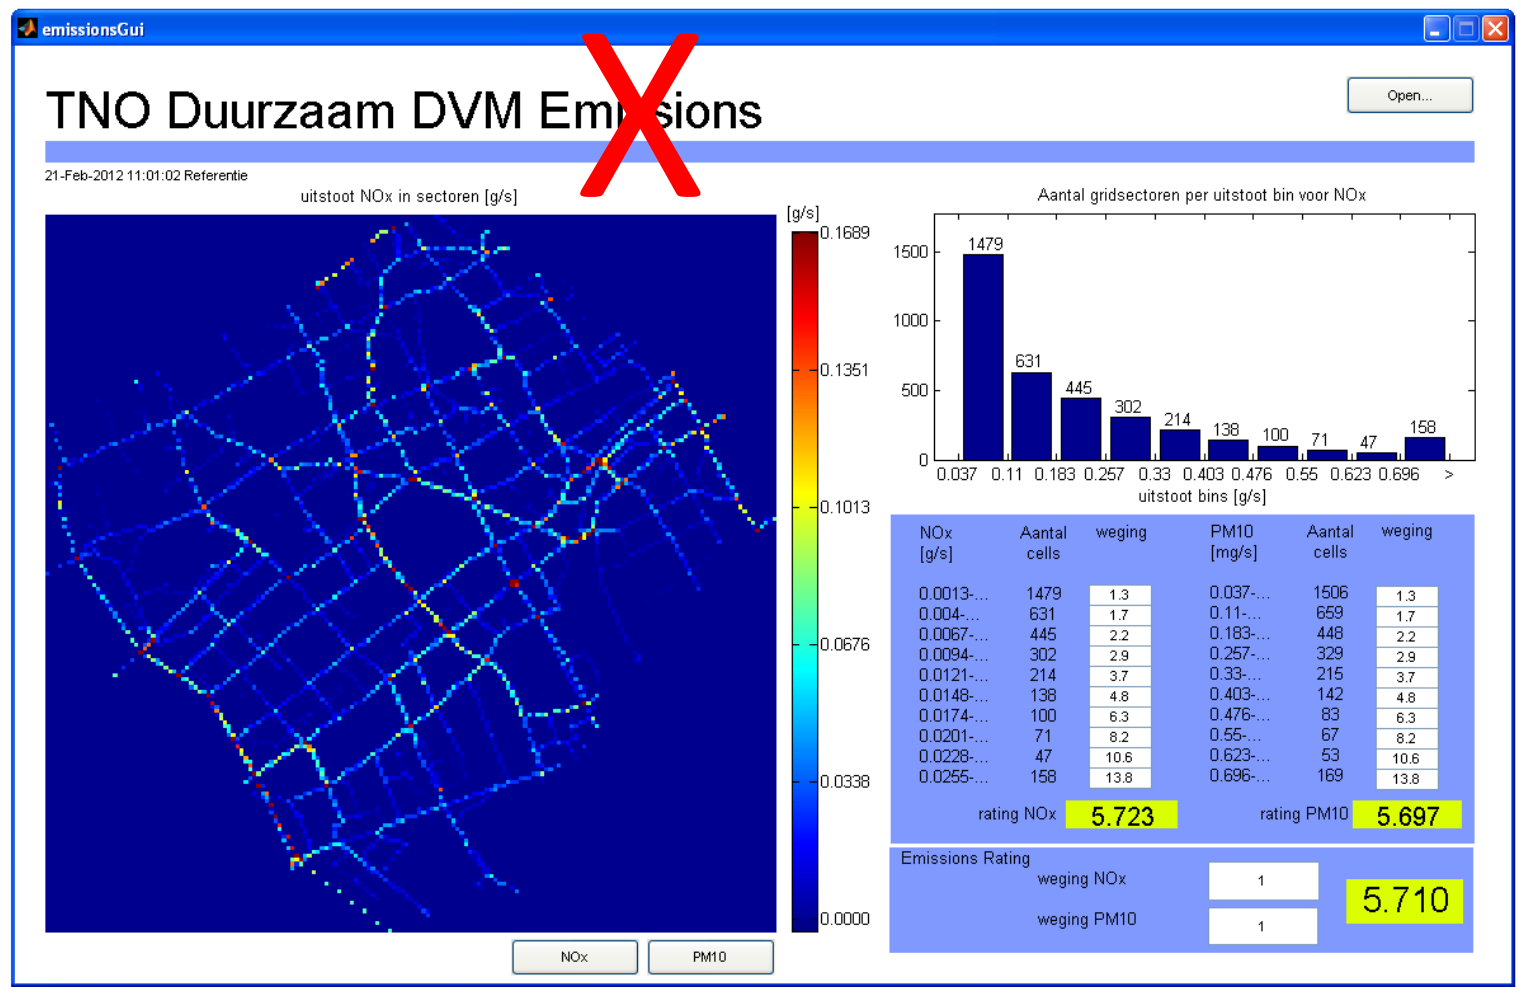 emissionsGui
TNO Duurzaam DVM Emissions
X
Open...
21-Feb-2012 11:01:02 Referentie
uitstoot NOx in sectoren [g/s]
[g/s]
0.1689
0.1351
0.1013
0.0676
0.0338
0.0000
NOx PM10
Aantal gridsectoren per uitstoot bin voor NOx
1500
1000
500
0
1479 631 445 302 214 138 100 71 47 158
0.037 0.11 0.183 0.257 0.33 0.403 0.476 0.55 0.623 0.696 >
uitstoot bins [g/s]
NOx Aantal weging PM10 Aantal weging
[g/s] cells [mg/s] cells
0.0013-... 1479 1.3 0.037-... 1506 1.3
0.004-... 631 1.7 0.11-... 659 1.7
0.0067-... 445 2.2 0.183-... 448 2.2
0.0094-... 302 2.9 0.257-... 329 2.9
0.0121-... 214 3.7 0.33-... 215 3.7
0.0148-... 138 4.8 0.403-... 142 4.8
0.0174-... 100 6.3 0.476-... 83 6.3
0.0201-... 71 8.2 0.55-... 67 8.2
0.0228-... 47 10.6 0.623-... 53 10.6
0.0255-... 158 13.8 0.696-... 169 13.8
rating NOx 5.723 rating PM10 5.697
Emissions Rating
weging NOx 1
5.710
weging PM10 1